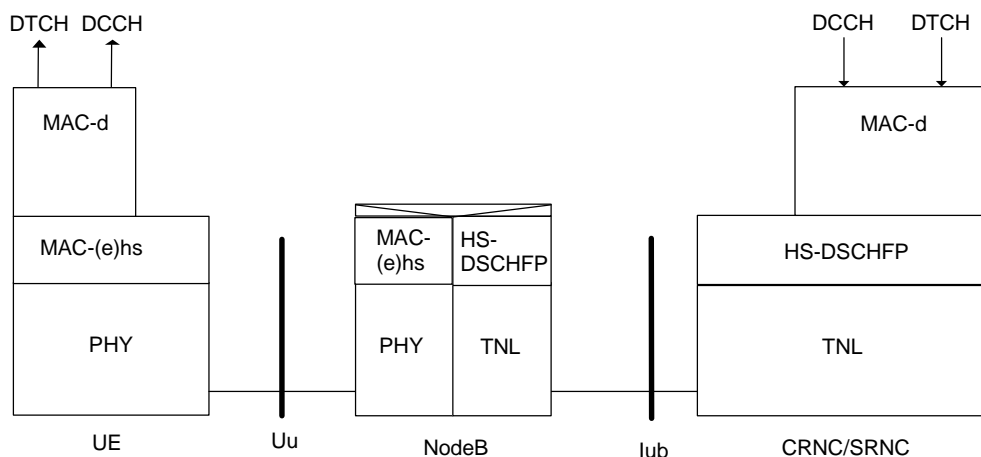 DTCH DCCH
DCCH DTCH
MAC-d
MAC-d
MAC-(e)hs
MAC-
(e)hs
HS-
DSCHFP
HS-DSCHFP
PHY
PHY
TNL
TNL
UE
Uu
NodeB
Iub
CRNC/SRNC